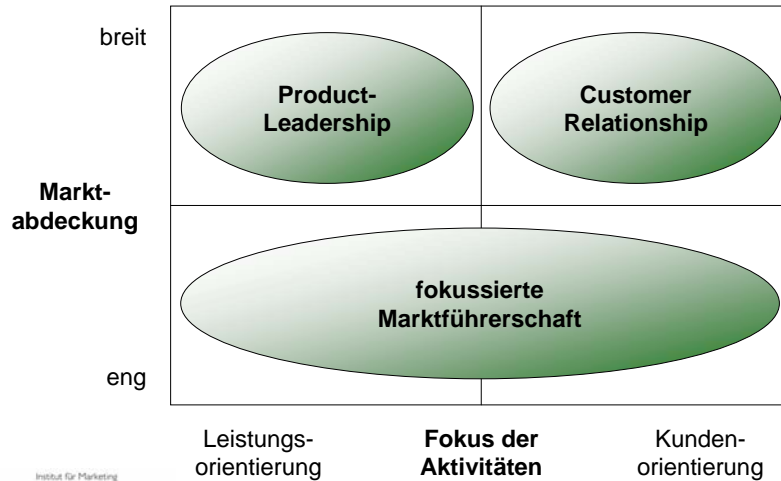 breit
Product-
Leadership
Customer
Relationship
Markt-
abdeckung
fokussierte
Marktführerschaft
eng
Leistungs-
orientierung
Fokus der
Aktivitäten
Kunden-
orientierung
Institut für Marketing